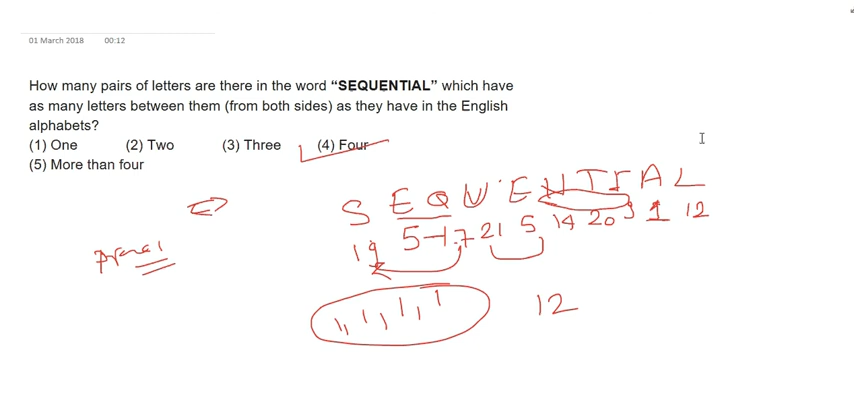 01 March 2018 00:12
How many pairs of letters are there in the word “SEQUENTIAL” which have
as many letters between them (from both sides) as they have in the English
alphabets?
(1) One (2) Two (3) Three (4) Four
(5) More than four
S E Q U E N T I A L
19 5 17 21 5 14 20 9 1 12
12